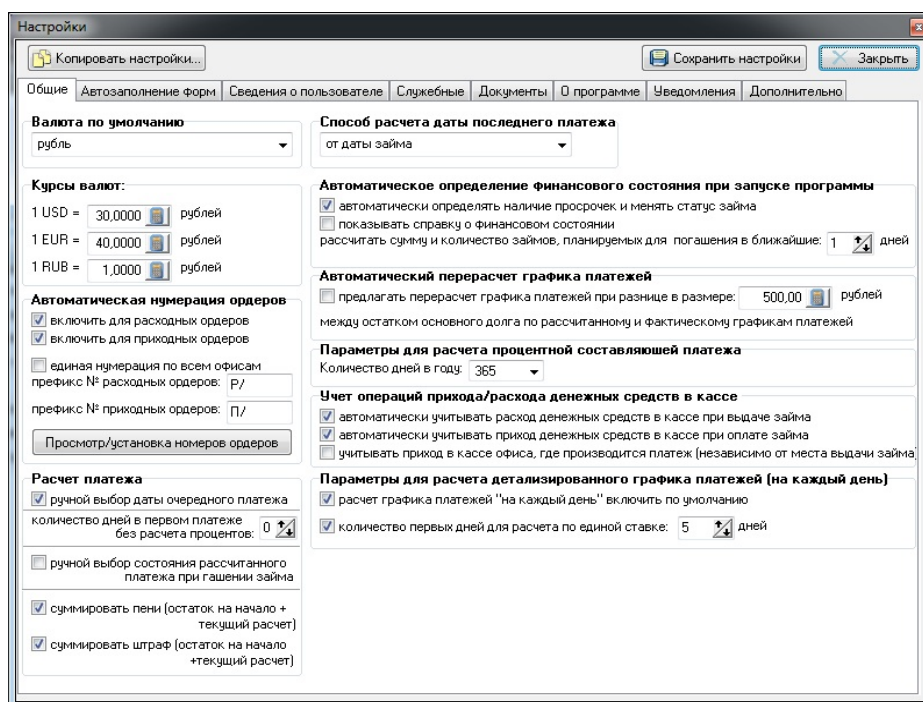 Настройки
Копировать настройки...
Сохранить настройки
Закрыть
Общие
Автозаполнение форм
Сведения о пользователе
Служебные
Документы
О программе
Уведомления
Дополнительно
Валюта по умолчанию
рубль
Курсы валют:
1 USD = 30,0000 рублей
1 EUR = 40,0000 рублей
1 RUB = 1,0000 рублей
Автоматическая нумерация ордеров
включить для расходных ордеров
включить для приходных ордеров
единая нумерация по всем офисам
префикс № расходных ордеров: Р/
префикс № приходных ордеров: П/
Просмотр/установка номеров ордеров
Расчет платежа
ручной выбор даты очередного платежа
количество дней в первом платеже
без расчета процентов: 0
ручной выбор состояния рассчитанного
платежа при гашении займа
суммировать пени (остаток на начало +
текущий расчет)
суммировать штраф (остаток на начало
+текущий расчет)
Способ расчета даты последнего платежа
от даты займа
Автоматическое определение финансового состояния при запуске программы
автоматически определять наличие просрочек и менять статус займа
показывать справку о финансовом состоянии
рассчитать сумму и количество займов, планируемых для погашения в ближайшие: 1 дней
Автоматический перерасчет графика платежей
предлагать перерасчет графика платежей при разнице в размере: 500,00 рублей
между остатком основного долга по рассчитанному и фактическому графикам платежей
Параметры для расчета процентной составляюшей платежа
Количество дней в году: 365
Учет операций прихода/расхода денежных средств в кассе
автоматически учитывать расход денежных средств в кассе при выдаче займа
автоматически учитывать приход денежных средств в кассе при оплате займа
учитывать приход в кассе офиса, где производится платеж (независимо от места выдачи займа)
Параметры для расчета детализированного графика платежей (на каждый день)
расчет графика платежей "на каждый день" включить по умолчанию
количество первых дней для расчета по единой ставке: 5 дней